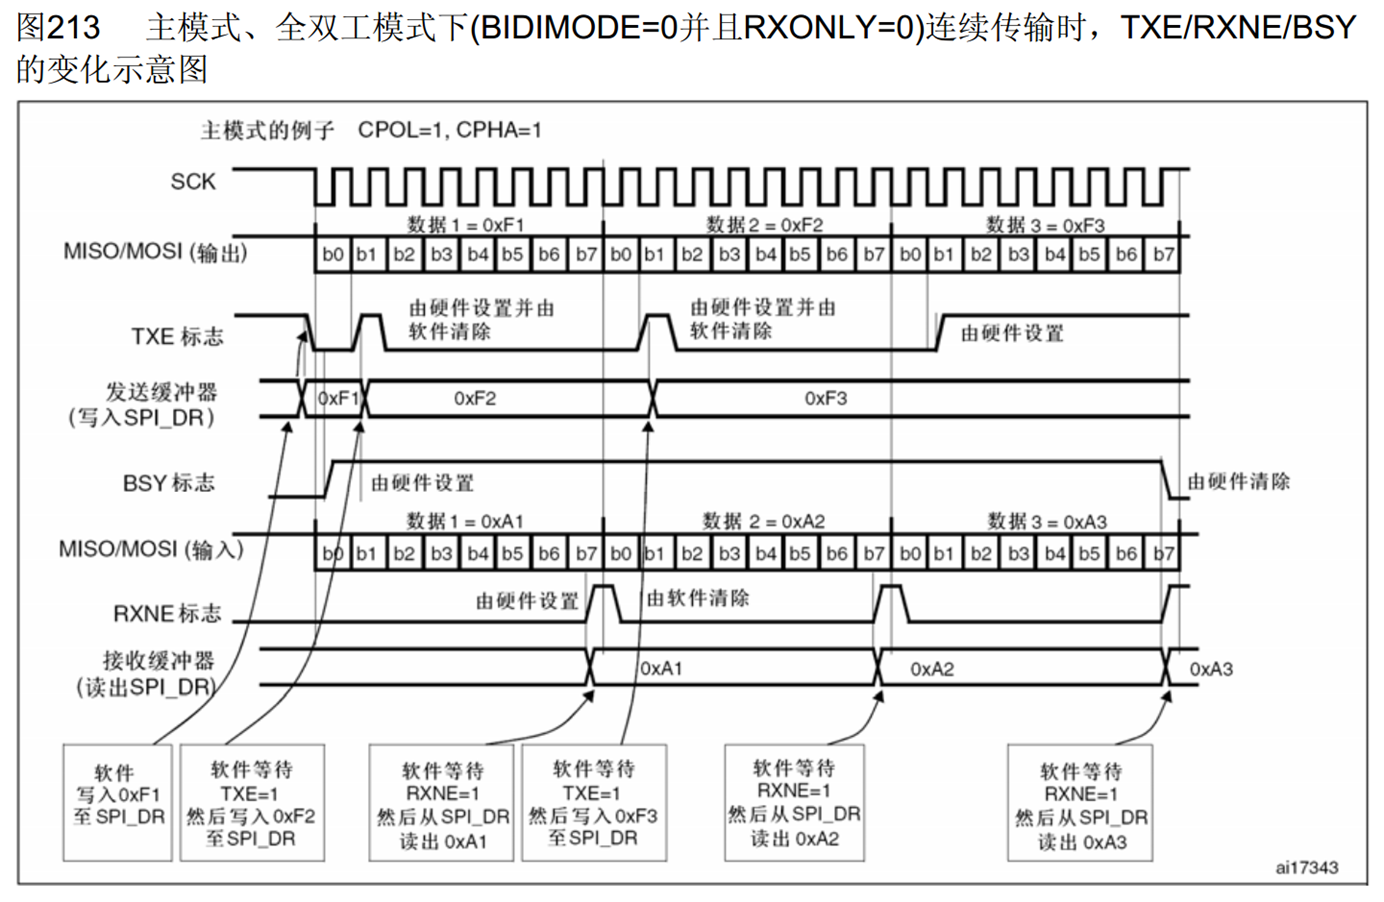 图213 主模式、全双工模式下(BIDIMODE=0并且RXONLY=0)连续传输时，TXE/RXNE/BSY
的变化示意图
主模式的例子 CPOL=1, CPHA=1
SCK
数据 1 = 0xF1 数据 2 = 0xF2 数据 3 = 0xF3
MISO/MOSI (输出) b0 b1 b2 b3 b4 b5 b6 b7 b0 b1 b2 b3 b4 b5 b6 b7 b0 b1 b2 b3 b4 b5 b6 b7
TXE 标志
由硬件设置并由
软件清除
由硬件设置并由
软件清除
由硬件设置
发送缓冲器
(写入SPI_DR)
0xF1 0xF2 0xF3
BSY 标志 由硬件设置 由硬件清除
数据 1 = 0xA1 数据 2 = 0xA2 数据 3 = 0xA3
MISO/MOSI (输入) b0 b1 b2 b3 b4 b5 b6 b7 b0 b1 b2 b3 b4 b5 b6 b7 b0 b1 b2 b3 b4 b5 b6 b7
RXNE 标志 由硬件设置 由软件清除
接收缓冲器
(读出SPI_DR)
0xA1 0xA2 0xA3
软件
写入0xF1
至SPI_DR
软件等待
TXE=1
然后写入0xF2
至SPI_DR
软件等待
RXNE=1
然后从SPI_DR
读出 0xA1
软件等待
TXE=1
然后写入0xF3
至SPI_DR
软件等待
RXNE=1
然后从SPI_DR
读出 0xA2
软件等待
RXNE=1
然后从SPI_DR
读出 0xA3
ai17343